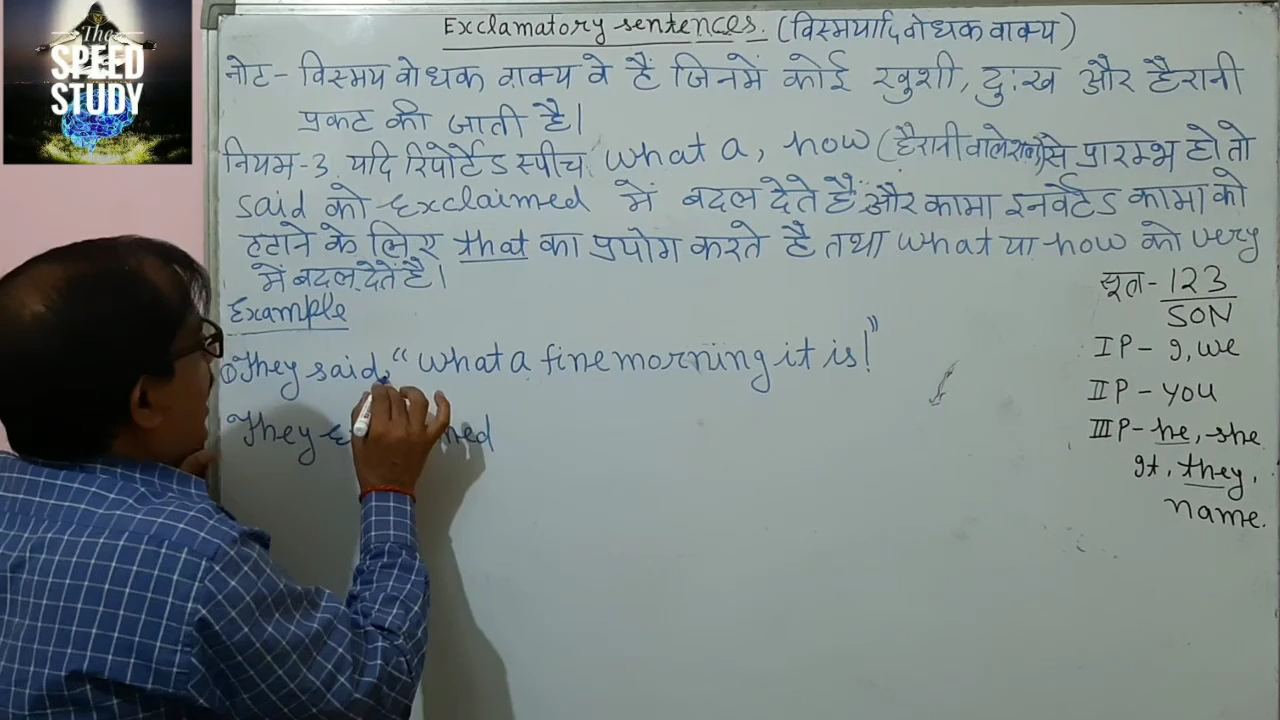 The
SPEED
STUDY
Exclamatory sentences. (विस्मयादि बोधक वाक्य)
नोट- विस्मय बोधक वाक्य वे हैं जिनमें कोई खुशी, दुःख और हैरानी
प्रकट की जाती है।
नियम-3. यदि रिपोर्टेड स्पीच what a, how (हैरानी वाले से प्रारम्भ हो तो
said को exclaimed में बदल देते हैं और कामा इनवर्टेड कामा को
हटाने के लिए that का प्रयोग करते है तथा what या how को very
में बदल देतें है।
Example
① They said, “What a fine morning it is!”
They
सूत्र- 123
SON
I P- I, we
II P- you
III P- he, she
It, they,
name.